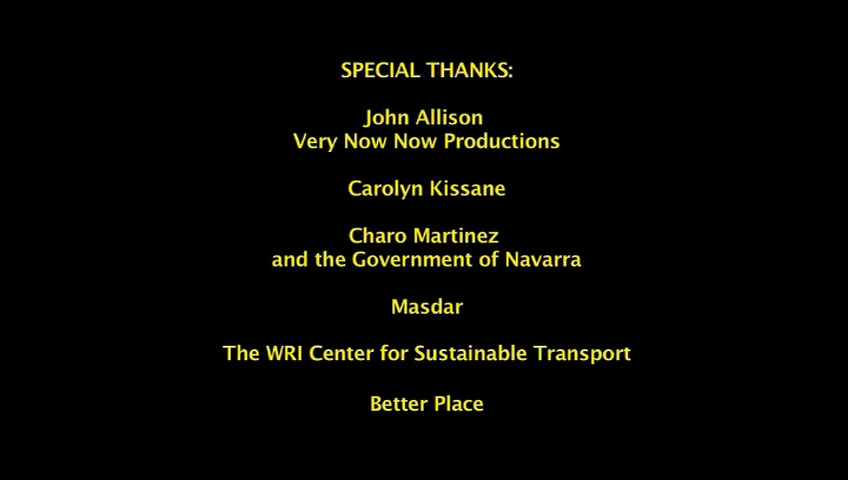 SPECIAL THANKS:
John Allison
Very Now Now Productions
Carolyn Kissane
Charo Martinez
and the Government of Navarra
Masdar
The WRI Center for Sustainable Transport
Better Place